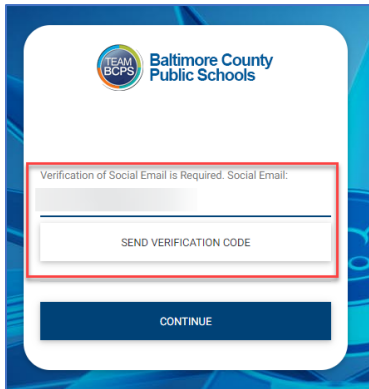 TEAM
BCPS
Baltimore County
Public Schools
Verification of Social Email is Required. Social Email:
SEND VERIFICATION CODE
CONTINUE